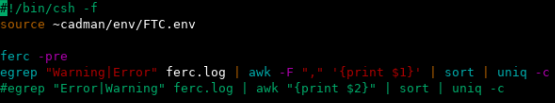 #!/bin/csh -f
source ~cadman/env/FTC.env
ferc -pre
egrep "Warning|Error" ferc.log | awk -F "," '{print $1}' | sort | uniq -c
#egrep "Error|Warning" ferc.log | awk "{print $2}" | sort | uniq -c